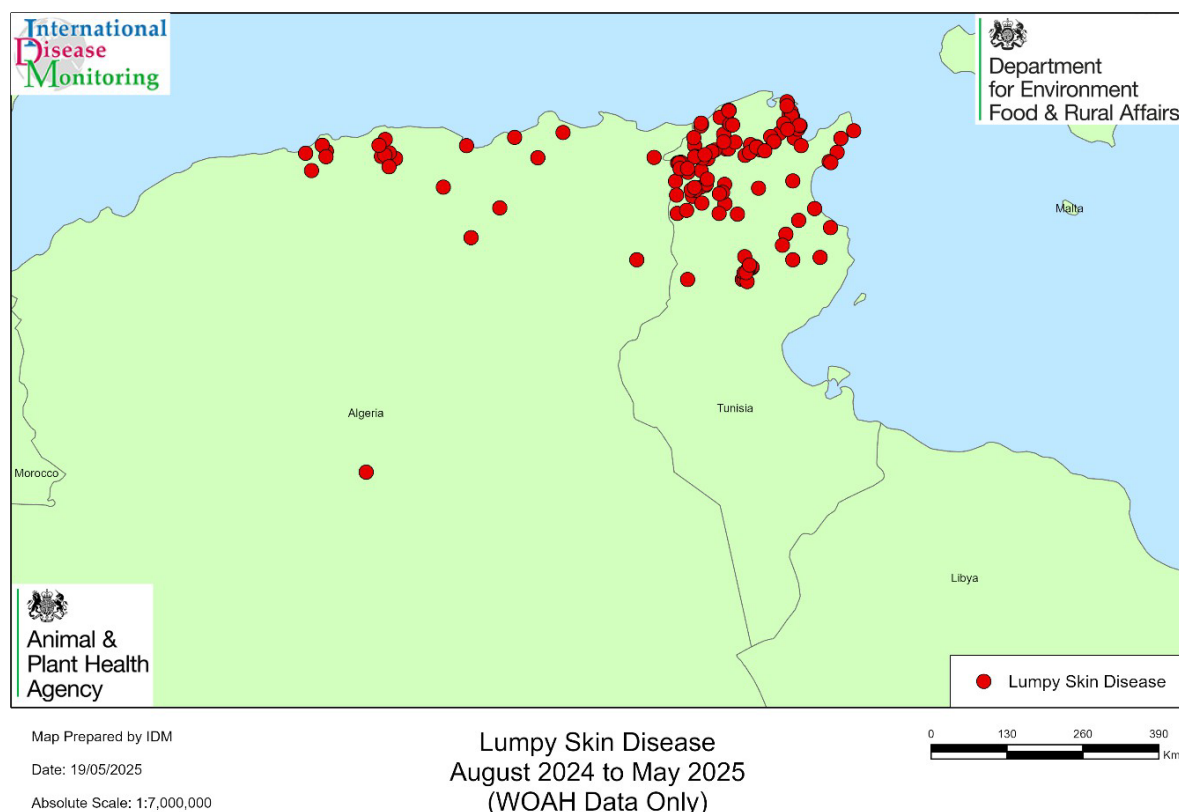 International
Disease
Monitoring
Department
for Environment
Food & Rural Affairs
Malta
Algeria
Tunisia
Morocco
Libya
Animal &
Plant Health
Agency
Lumpy Skin Disease
Map Prepared by IDM
Date: 19/05/2025
Absolute Scale: 1:7,000,000
Lumpy Skin Disease
August 2024 to May 2025
(WOAH Data Only)
0 130 260 390
Km